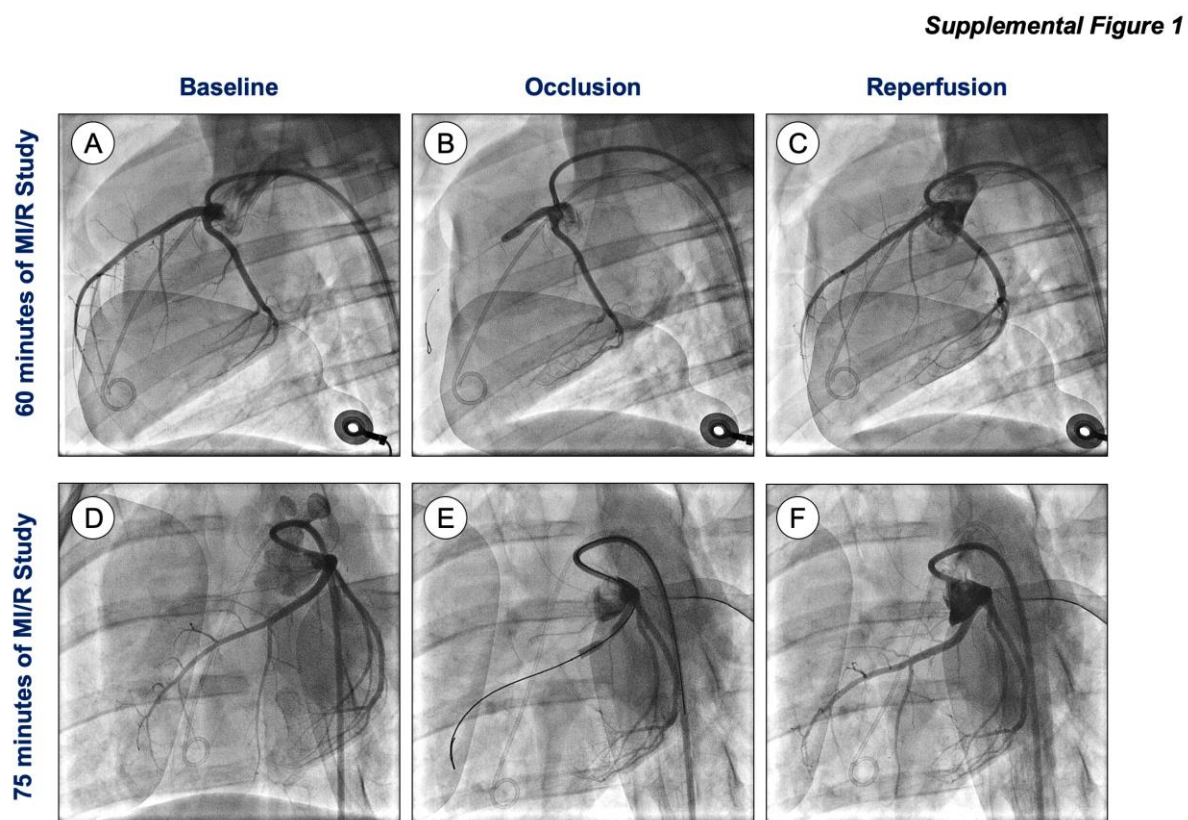 Supplemental Figure 1
Baseline
Occlusion
Reperfusion
60 minutes of MI/R Study
A
B
C
75 minutes of MI/R Study
D
E
F